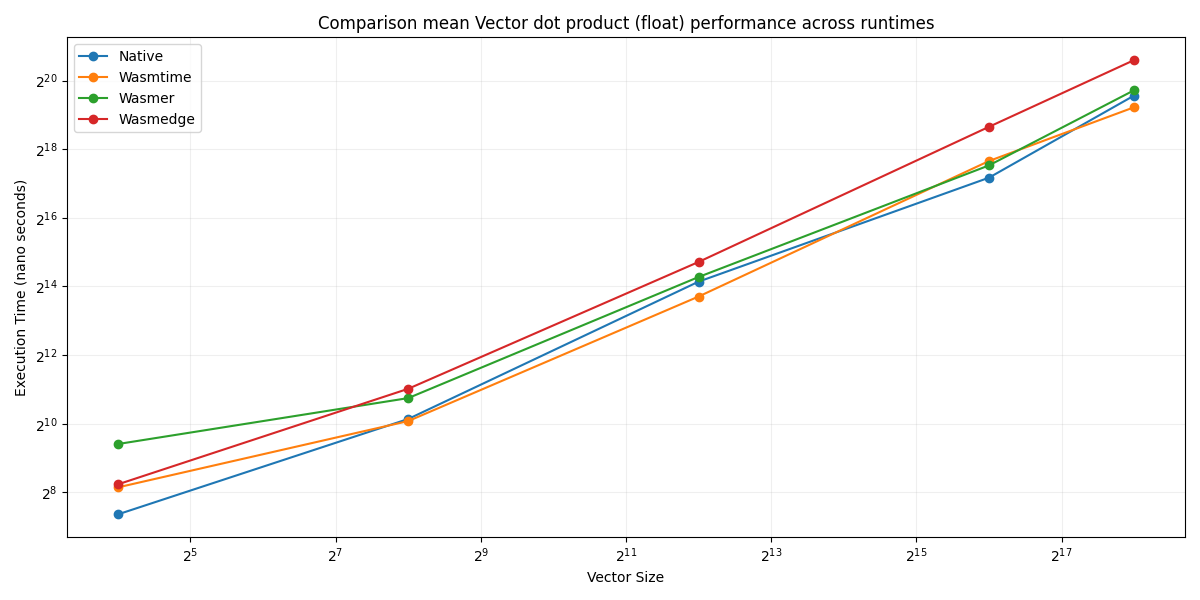 Comparison mean Vector dot product (float) performance across runtimes
Native
Wasmtime
Wasmer
Wasmedge
Execution Time (nano seconds)
2^20
2^18
2^16
2^14
2^12
2^10
2^8
2^5 2^7 2^9 2^11 2^13 2^15 2^17
Vector Size